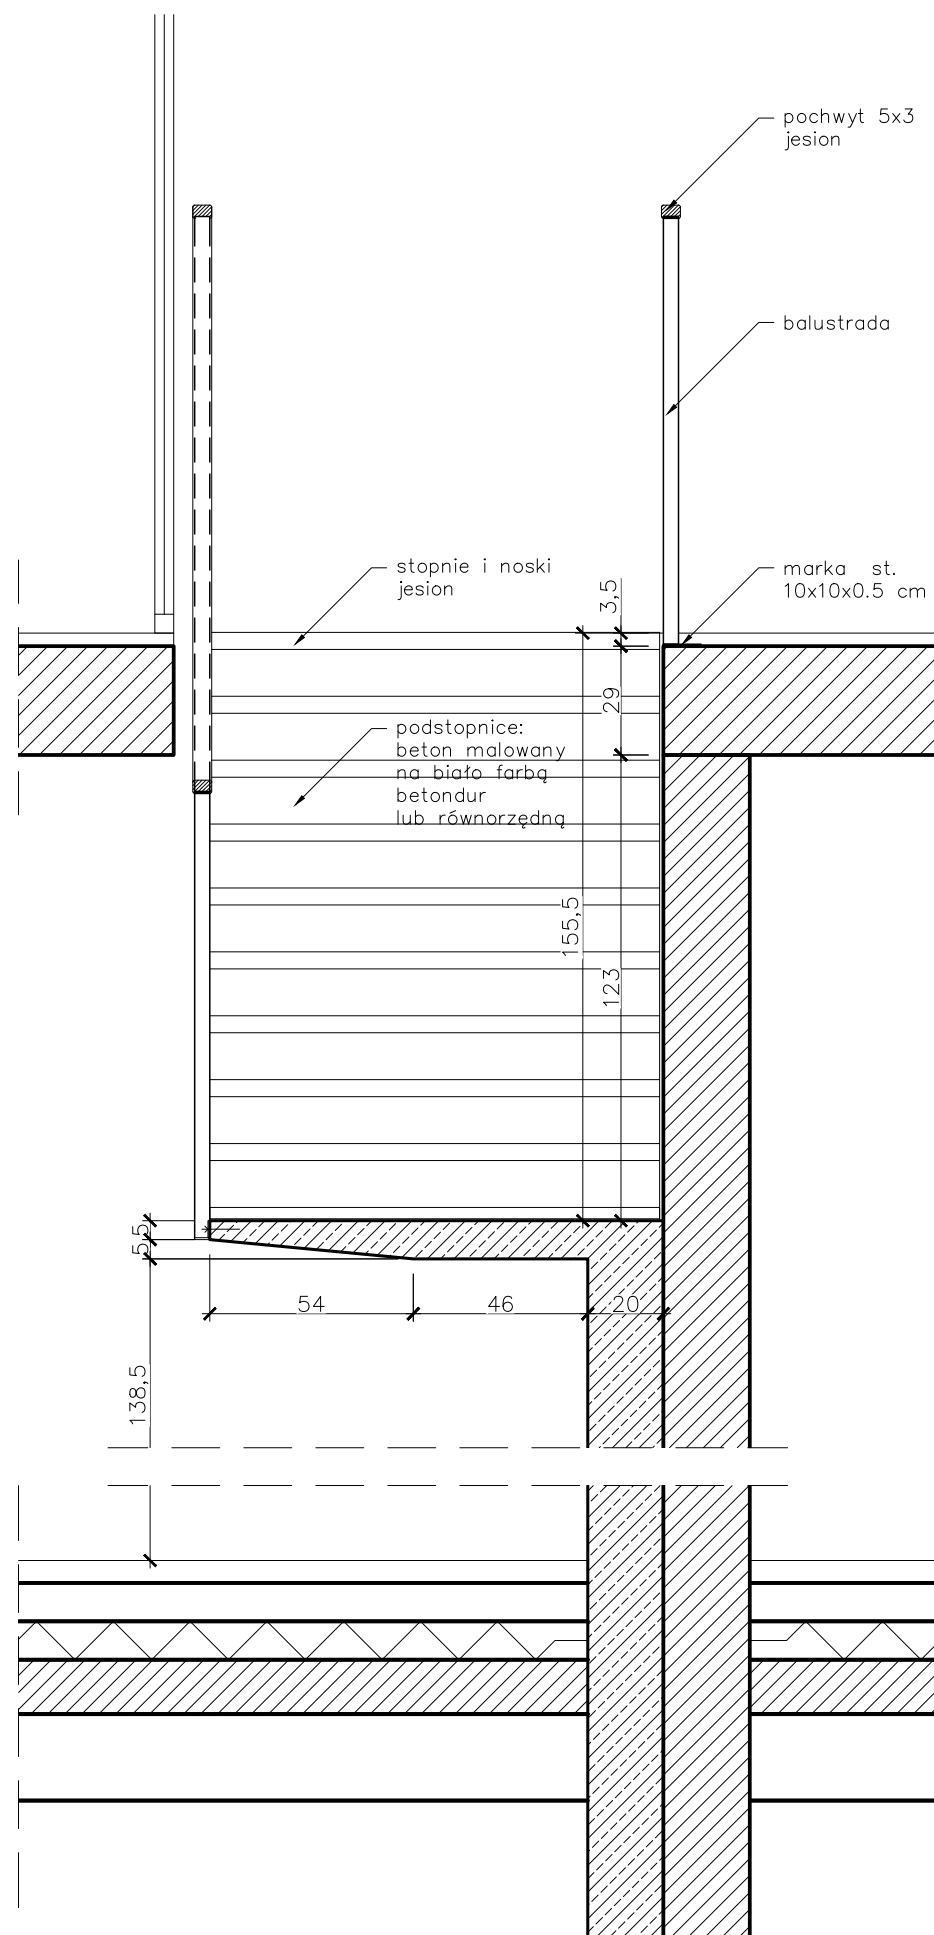 pochwyt 5x3
jesion
balustrada
stopnie i noski
jesion
marka st.
10x10x0.5 cm
3,5
29
podstopnice:
beton malowany
na biało farbą
betondur
lub równorzędną
155,5
123
5
5,5
54
46
20
138,5